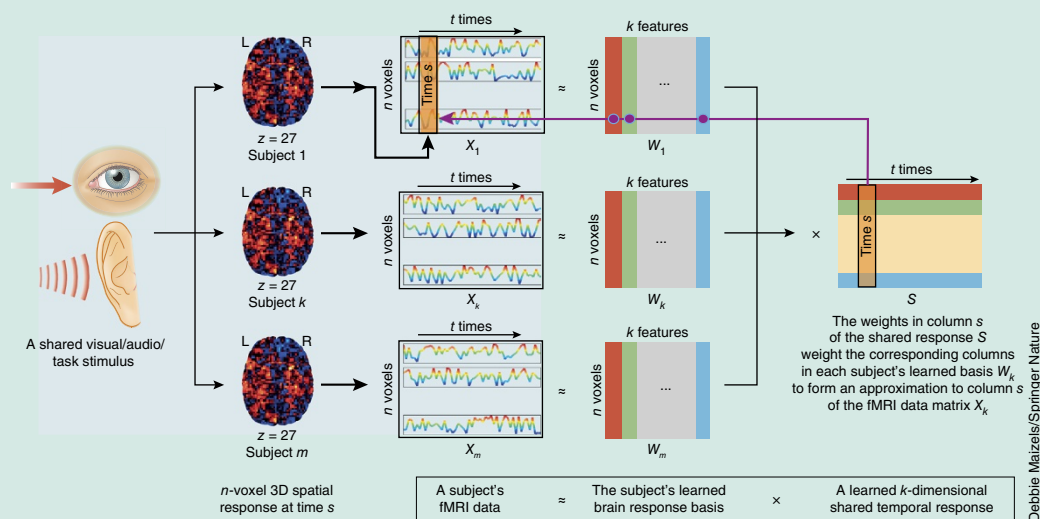 A shared visual/audio/
task stimulus
L R
z = 27
Subject 1
t times
n voxels
Time s
X1
≈
k features
...
W1
L R
z = 27
Subject k
t times
n voxels
Xk
≈
k features
n voxels
...
Wk
L R
z = 27
Subject m
t times
n voxels
Xm
≈
k features
...
Wm
×
t times
Time s
S
The weights in column s
of the shared response S
weight the corresponding columns
in each subject's learned basis Wk
to form an approximation to column s
of the fMRI data matrix Xk
n-voxel 3D spatial
response at time s
A subject's
fMRI data
≈
The subject's learned
brain response basis
×
A learned k-dimensional
shared temporal response
n voxels
n voxels
Debbie Maizels/Springer Nature